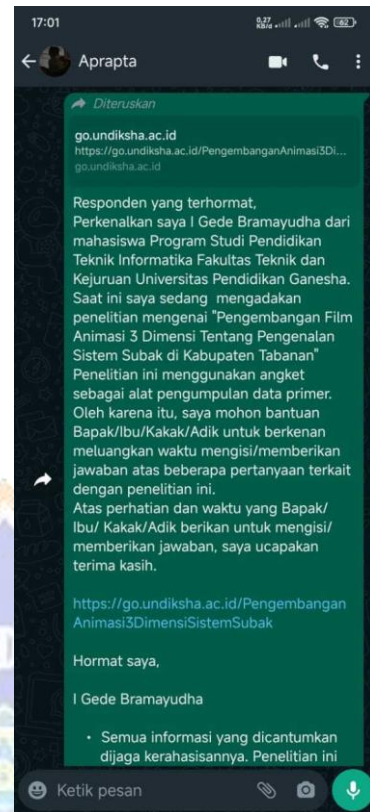 17:01
0,27
KB/d
62
Aprapta
Diteruskan
go.undiksha.ac.id
https://go.undiksha.ac.id/PengembanganAnimasi3Di...
go.undiksha.ac.id
Responden yang terhormat,
Perkenalkan saya I Gede Bramayudha dari
mahasiswa Program Studi Pendidikan
Teknik Informatika Fakultas Teknik dan
Kejuruan Universitas Pendidikan Ganesha.
Saat ini saya sedang mengadakan
penelitian mengenai "Pengembangan Film
Animasi 3 Dimensi Tentang Pengenalan
Sistem Subak di Kabupaten Tabanan"
Penelitian ini menggunakan angket
sebagai alat pengumpulan data primer.
Oleh karena itu, saya mohon bantuan
Bapak/Ibu/Kakak/Adik untuk berkenan
meluangkan waktu mengisi/memberikan
jawaban atas beberapa pertanyaan terkait
dengan penelitian ini.
Atas perhatian dan waktu yang Bapak/
Ibu/ Kakak/Adik berikan untuk mengisi/
memberikan jawaban, saya ucapakan
terima kasih.
https://go.undiksha.ac.id/Pengembangan
Animasi3DimensiSistemSubak
Hormat saya,
I Gede Bramayudha
• Semua informasi yang dicantumkan
dijaga kerahasisannya. Penelitian ini
Ketik pesan